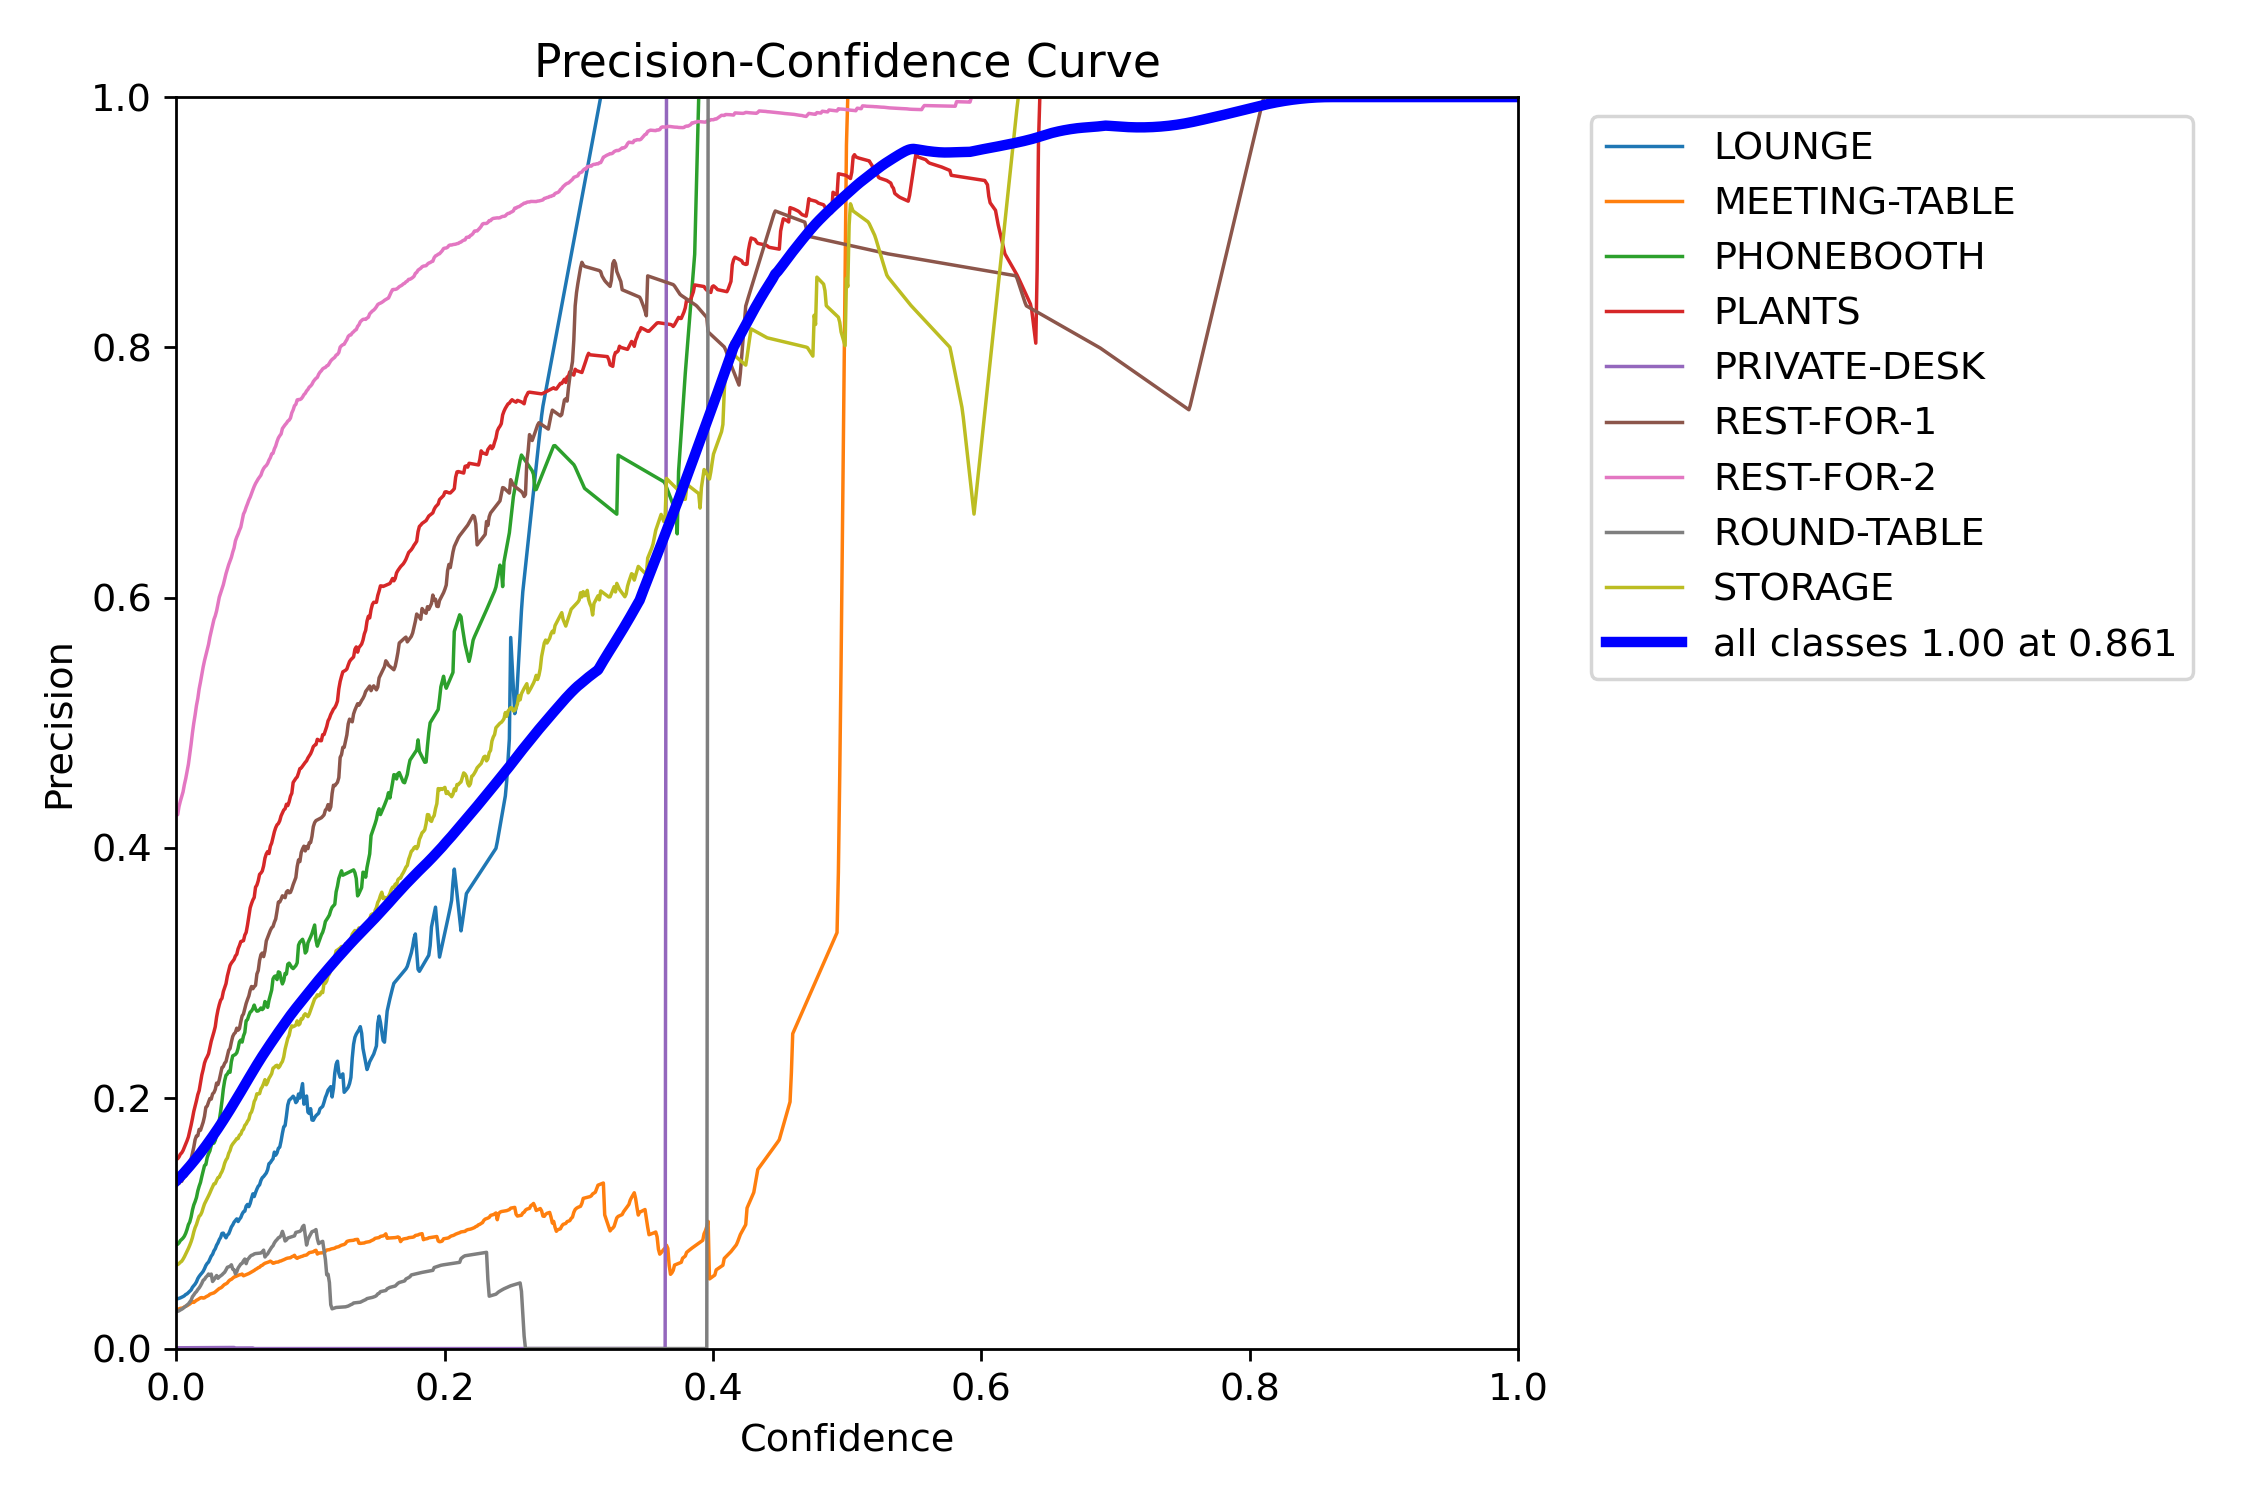 Precision-Confidence Curve
1.0
0.8
0.6
0.4
0.2
0.0
Precision
0.0 0.2 0.4 0.6 0.8 1.0
Confidence
LOUNGE
MEETING-TABLE
PHONEBOOTH
PLANTS
PRIVATE-DESK
REST-FOR-1
REST-FOR-2
ROUND-TABLE
STORAGE
all classes 1.00 at 0.861